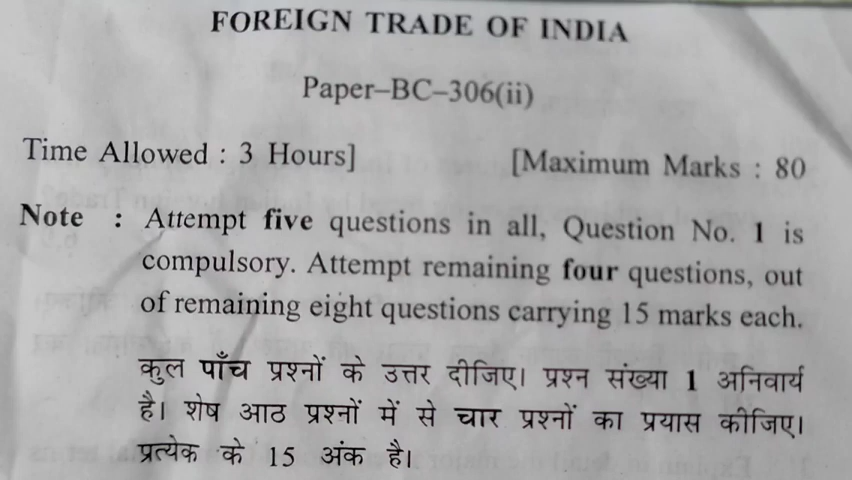 FOREIGN TRADE OF INDIA
Paper–BC–306(ii)
Time Allowed : 3 Hours] [Maximum Marks : 80
Note : Attempt five questions in all, Question No. 1 is
compulsory. Attempt remaining four questions, out
of remaining eight questions carrying 15 marks each.
कुल पाँच प्रश्नों के उत्तर दीजिए। प्रश्न संख्या 1 अनिवार्य
है। शेष आठ प्रश्नों में से चार प्रश्नों का प्रयास कीजिए।
प्रत्येक के 15 अंक है।